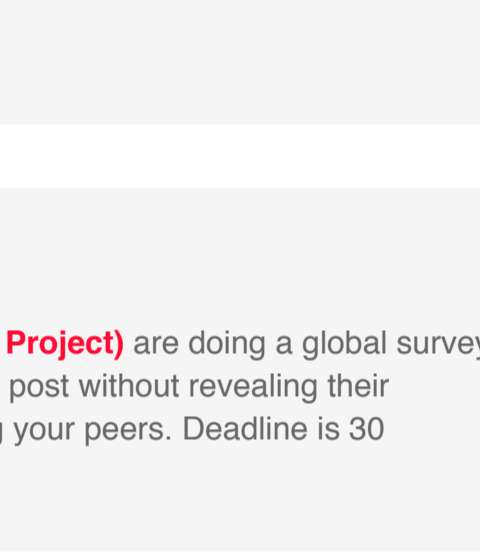 Project) are doing a global survey
post without revealing their
your peers. Deadline is 30